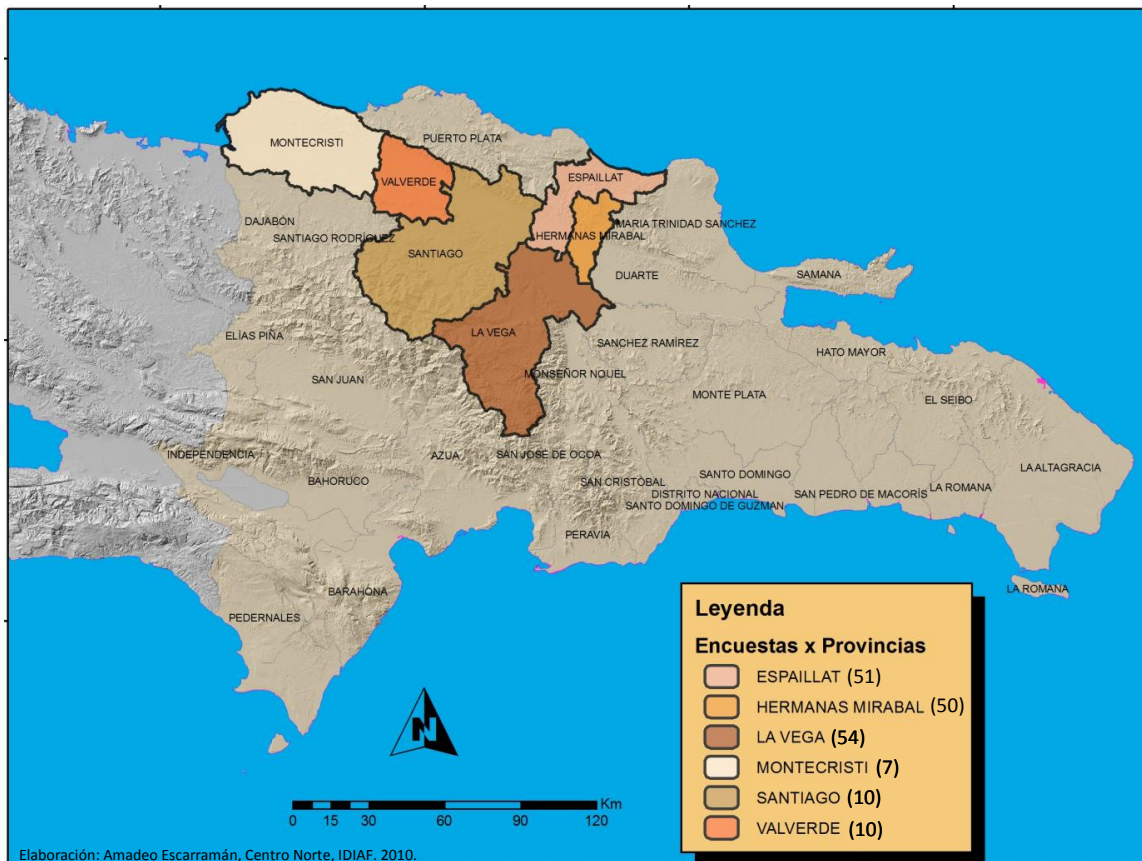 PUERTO PLATA
MONTECRISTI
ESPAILLAT
VALVERDE
DAJABÓN
MARIA TRINIDAD SANCHEZ
SANTIAGO RODRÍGUEZ
HERMANAS MIRABAL
SANTIAGO
DUARTE
SAMANA
LA VEGA
ELÍAS PIÑA
SANCHEZ RAMÍREZ
HATO MAYOR
SAN JUAN
MONSEÑOR NOUEL
MONTE PLATA
EL SEIBO
INDEPENDENCIA
AZUA
SAN JOSÉ DE OCOA
LA ALTAGRACIA
BAHORUCO
SAN CRISTÓBAL
SANTO DOMINGO
LA ROMANA
DISTRITO NACIONAL
SAN PEDRO DE MACORÍS
SANTO DOMINGO DE GUZMAN
PERAVIA
BARAHONA
LA ROMANA
PEDERNALES
Leyenda
Encuestas x Provincias
ESPAILLAT (51)
HERMANAS MIRABAL (50)
LA VEGA (54)
MONTECRISTI (7)
SANTIAGO (10)
VALVERDE (10)
N
Km
0 15 30 60 90 120
Elaboración: Amadeo Escarramán, Centro Norte, IDIAF. 2010.